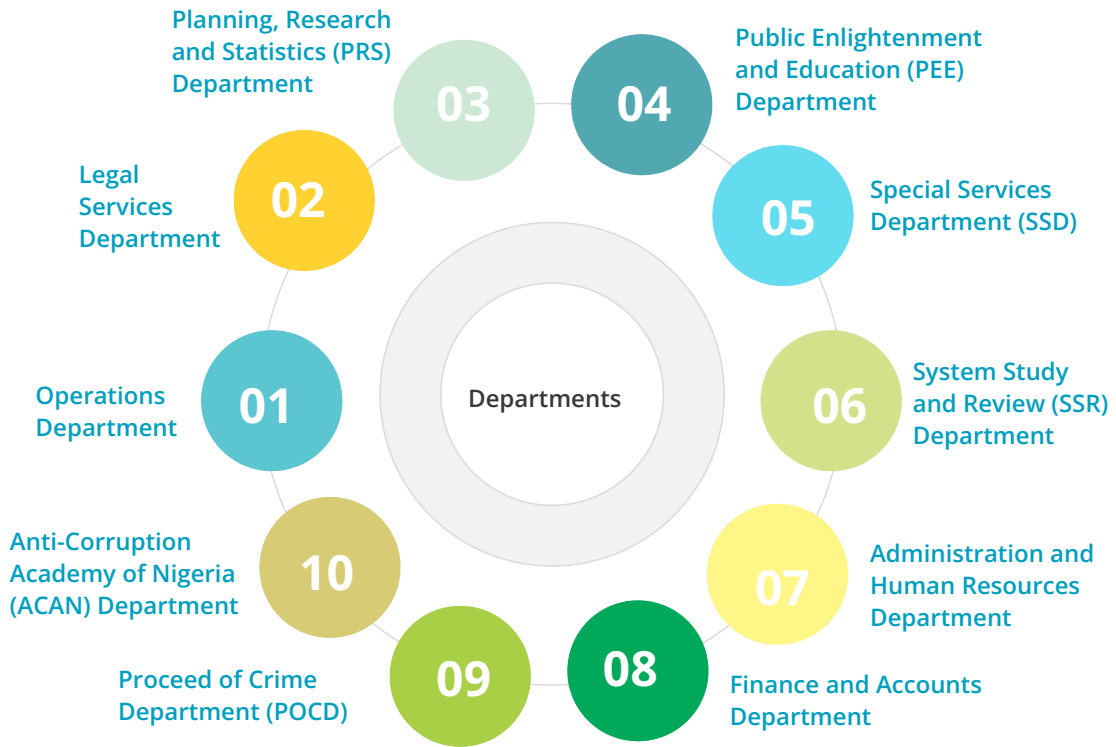 Planning, Research
and Statistics (PRS)
Department
03
04
Public Enlightenment
and Education (PEE)
Department
Legal
Services
Department
02
05
Special Services
Department (SSD)
Operations
Department
01
Departments
06
System Study
and Review (SSR)
Department
Anti-Corruption
Academy of Nigeria
(ACAN) Department
10
07
Administration and
Human Resources
Department
Proceed of Crime
Department (POCD)
09
08
Finance and Accounts
Department